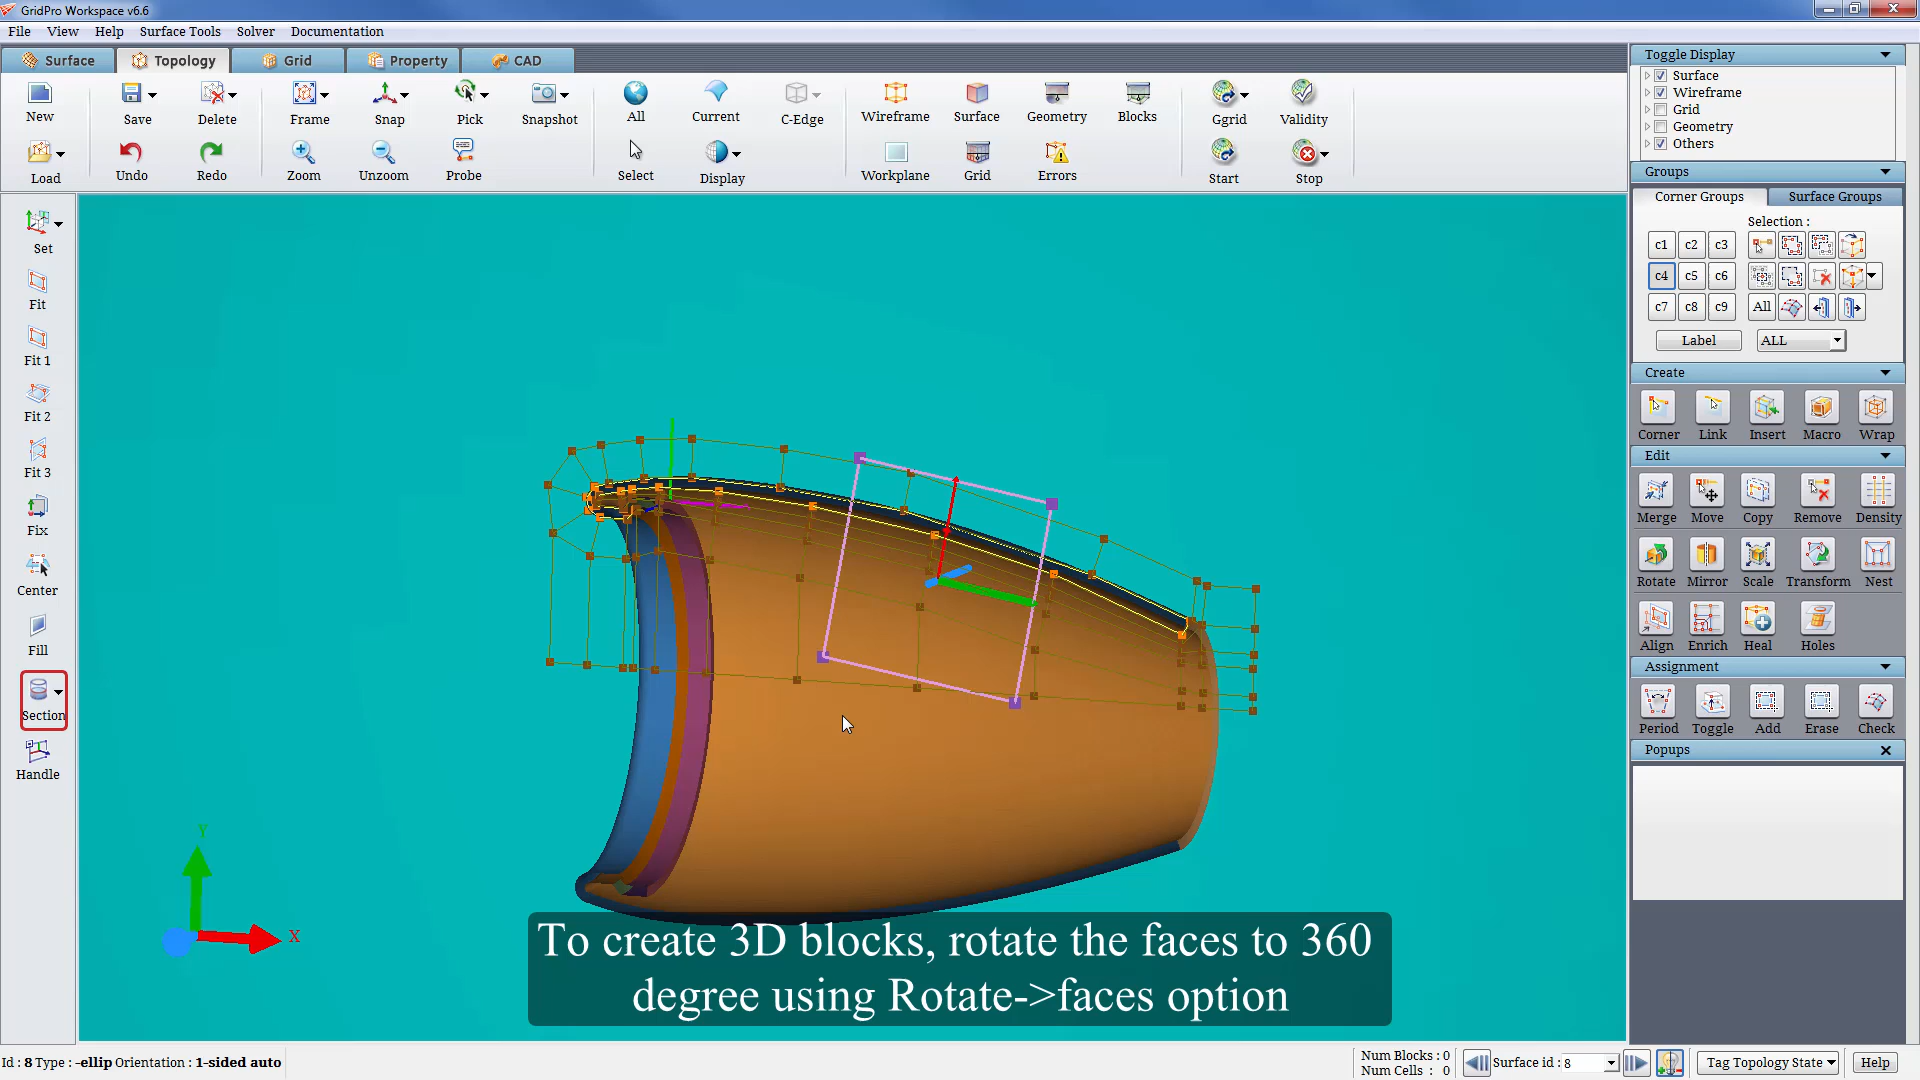 GridPro Workspace v6.6
File View Help Surface Tools Solver Documentation
Surface Topology Grid Property CAD
New Save Delete Frame Snap Pick Snapshot All Current C-Edge Wireframe Surface Geometry Blocks Ggrid Validity
Load Undo Redo Zoom Unzoom Probe Select Display Workplane Grid Errors Start Stop
Set
Fit
Fit 1
Fit 2
Fit 3
Fix
Center
Fill
Section
Handle
Y
X
To create 3D blocks, rotate the faces to 360
degree using Rotate->faces option
Toggle Display
Surface
Wireframe
Grid
Geometry
Others
Groups
Corner Groups Surface Groups
Selection :
c1 c2 c3
c4 c5 c6
c7 c8 c9 All
Label ALL
Create
Corner Link Insert Macro Wrap
Edit
Merge Move Copy Remove Density
Rotate Mirror Scale Transform Nest
Align Enrich Heal Holes
Assignment
Period Toggle Add Erase Check
Popups
Id : 8 Type : -ellip Orientation : 1-sided auto
Num Blocks : 0
Num Cells : 0
Surface id : 8
Tag Topology State
Help